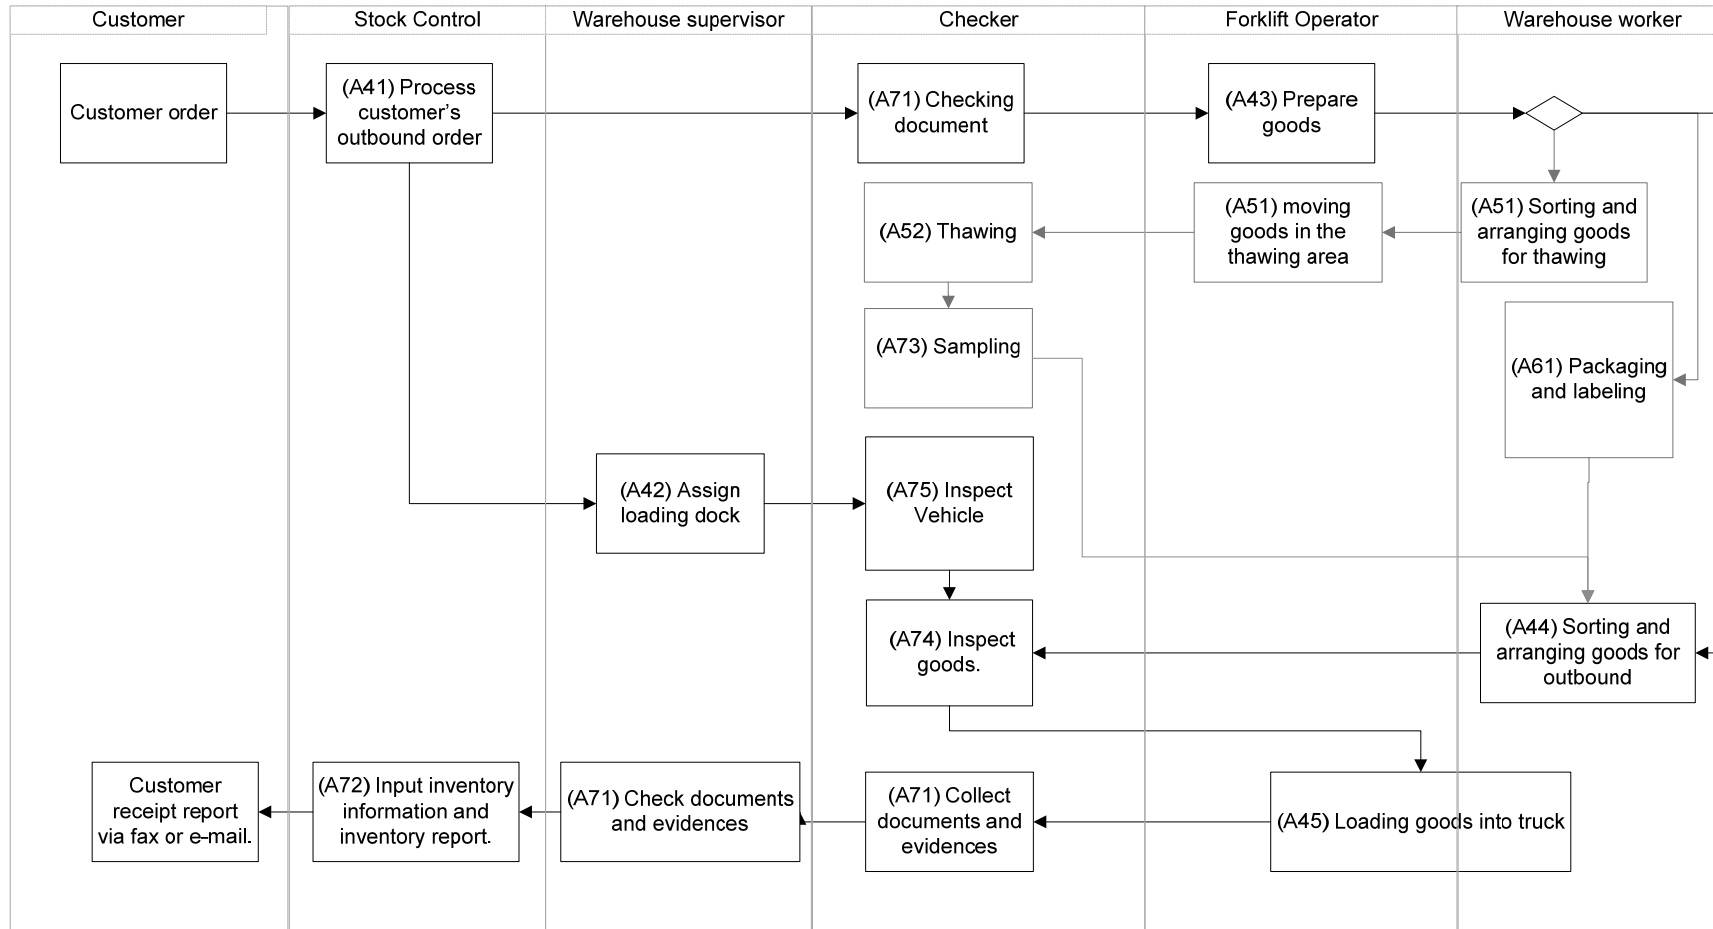 Customer
Stock Control
Warehouse supervisor
Checker
Forklift Operator
Warehouse worker
Customer order
(A41) Process
customer's
outbound order
(A71) Checking
document
(A43) Prepare
goods
(A52) Thawing
(A51) moving
goods in the
thawing area
(A51) Sorting and
arranging goods
for thawing
(A73) Sampling
(A61) Packaging
and labeling
(A42) Assign
loading dock
(A75) Inspect
Vehicle
(A74) Inspect
goods.
(A44) Sorting and
arranging goods for
outbound
Customer
receipt report
via fax or e-mail.
(A72) Input inventory
information and
inventory report.
(A71) Check documents
and evidences
(A71) Collect
documents and
evidences
(A45) Loading goods into truck